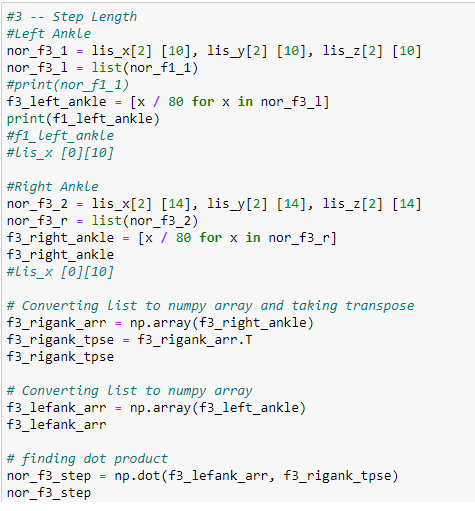 #3 -- Step Length
#Left Ankle
nor_f3_1 = lis_x[2] [10], lis_y[2] [10], lis_z[2] [10]
nor_f3_l = list(nor_f1_1)
#print(nor_f1_1)
f3_left_ankle = [x / 80 for x in nor_f3_l]
print(f1_left_ankle)
#f1_left_ankle
#lis_x [0][10]
#Right Ankle
nor_f3_2 = lis_x[2] [14], lis_y[2] [14], lis_z[2] [14]
nor_f3_r = list(nor_f3_2)
f3_right_ankle = [x / 80 for x in nor_f3_r]
f3_right_ankle
#lis_x [0][10]
# Converting list to numpy array and taking transpose
f3_rigank_arr = np.array(f3_right_ankle)
f3_rigank_tpse = f3_rigank_arr.T
f3_rigank_tpse
# Converting list to numpy array
f3_lefank_arr = np.array(f3_left_ankle)
f3_lefank_arr
# finding dot product
nor_f3_step = np.dot(f3_lefank_arr, f3_rigank_tpse)
nor_f3_step